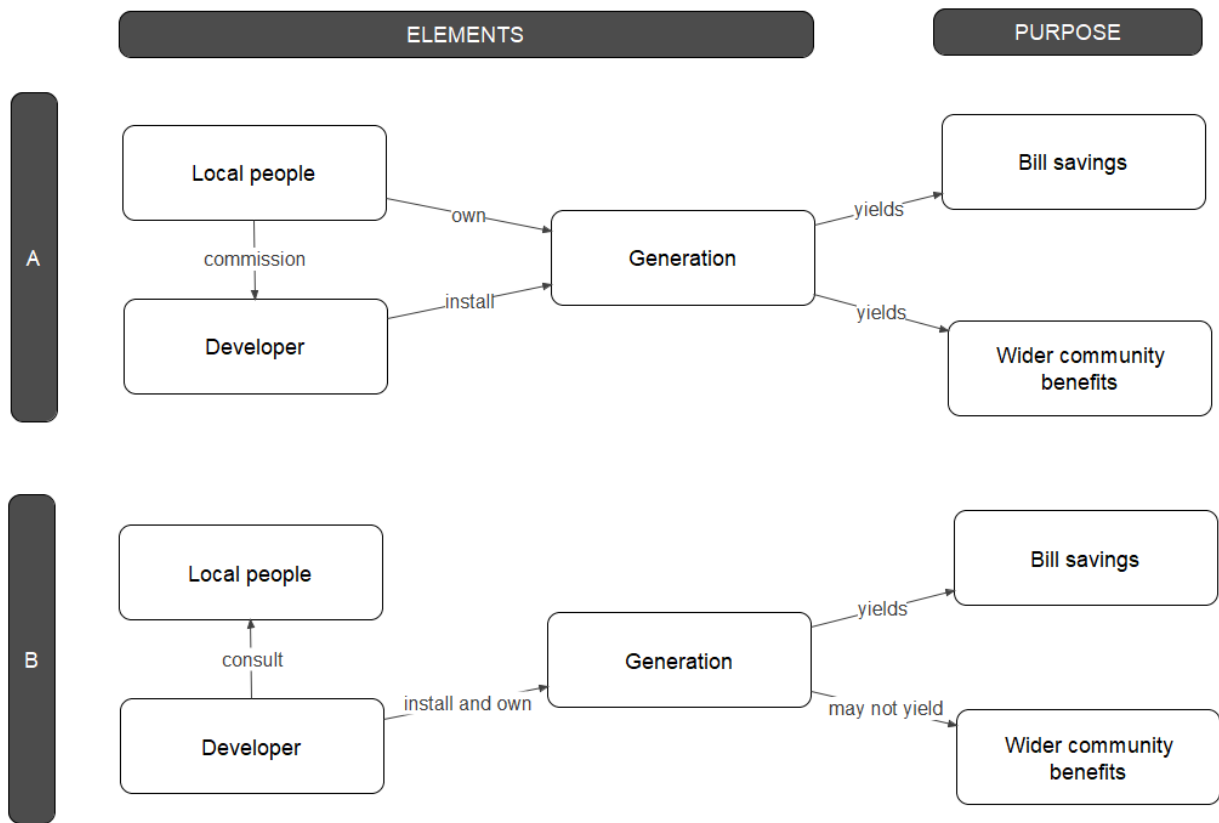 ELEMENTS
PURPOSE
A
Local people
own
commission
Developer
install
Generation
yields
Bill savings
yields
Wider community
benefits
B
Local people
consult
Developer
install and own
Generation
yields
Bill savings
may not yield
Wider community
benefits